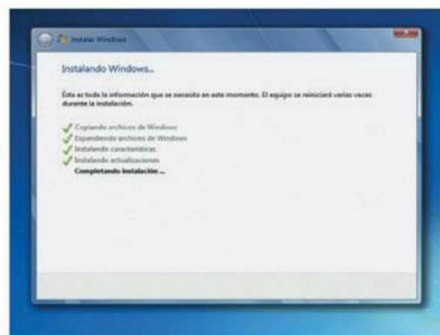 Instalar Windows
Instalando Windows...
Ésta es toda la información que se necesita en este momento. El equipo se reiniciará varias veces
durante la instalación.
Copiando archivos de Windows
Expandiendo archivos de Windows
Instalando características
Instalando actualizaciones
Completando instalación ...